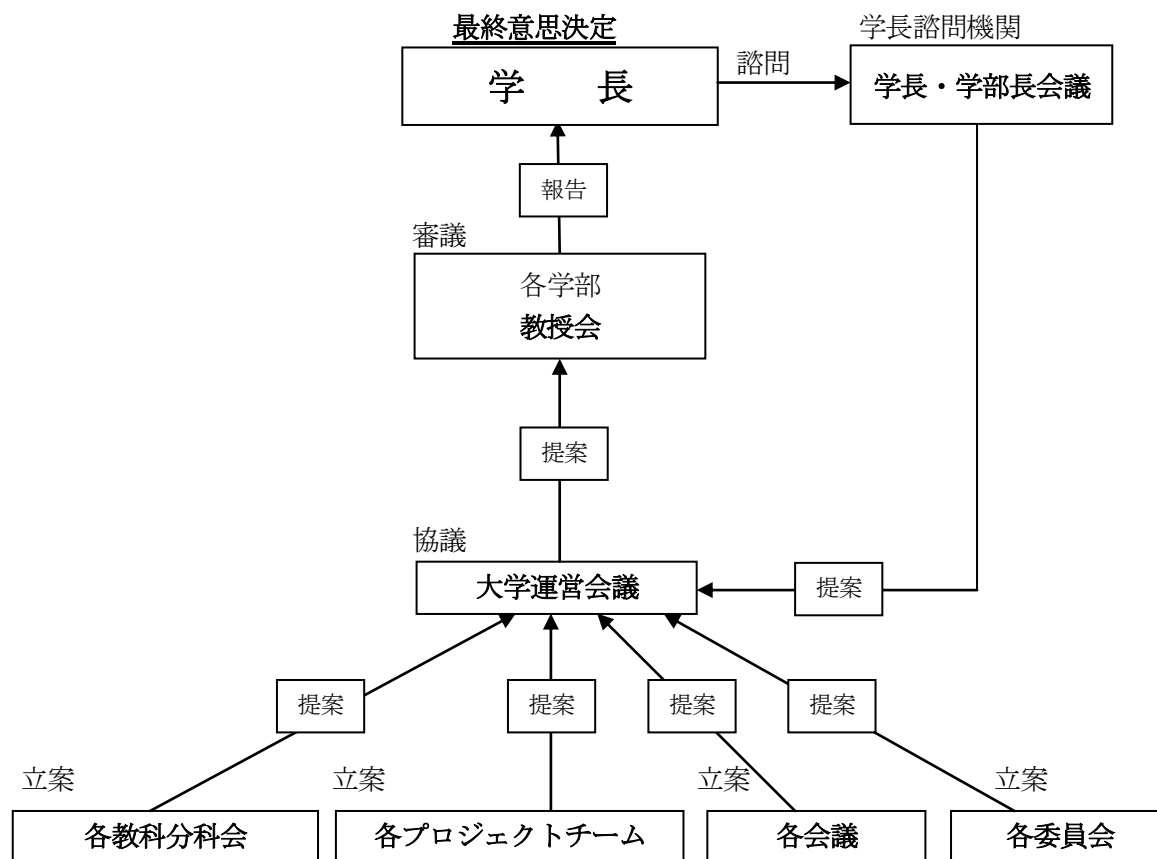 最終意思決定
学長諮問機関
学　　長
諮問
学長・学部長会議
報告
審議
各学部
教授会
提案
協議
大学運営会議
提案
提案
提案
提案
提案
立案
立案
立案
立案
各教科分科会
各プロジェクトチーム
各会議
各委員会